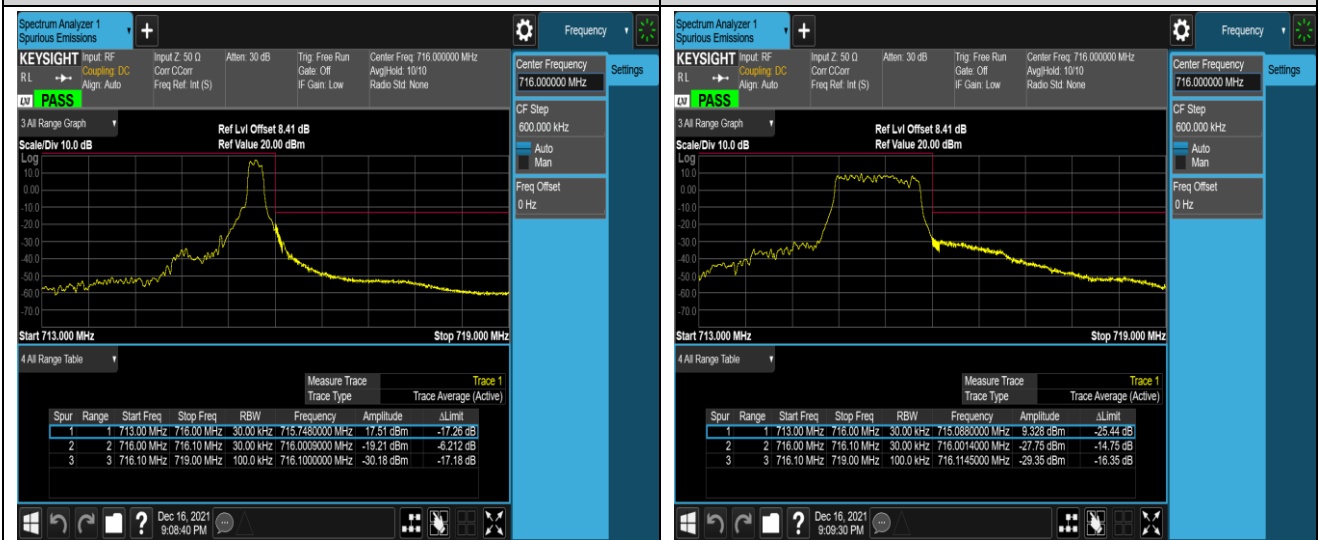 Spectrum Analyzer 1
Spurious Emissions
+
Frequency
KEYSIGHT Input: RF Input Z: 50 Ω Atten: 30 dB Trig: Free Run Center Freq: 716.000000 MHz
RL Coupling: DC Corr CCorr Gate: Off Avg|Hold: 10/10
Align: Auto Freq Ref: Int (S) IF Gain: Low Radio Std: None
LXI PASS
Center Frequency
716.000000 MHz
Settings
CF Step
600.000 kHz
Auto
Man
Freq Offset
0 Hz
3 All Range Graph
Ref Lvl Offset 8.41 dB
Scale/Div 10.0 dB Ref Value 20.00 dBm
Log
10.0
0.00
-10.0
-20.0
-30.0
-40.0
-50.0
-60.0
-70.0
Start 713.000 MHz Stop 719.000 MHz
4 All Range Table
Measure Trace Trace 1
Trace Type Trace Average (Active)
Spur Range Start Freq Stop Freq RBW Frequency Amplitude ΔLimit
1 1 713.00 MHz 716.00 MHz 30.00 kHz 715.7480000 MHz 17.51 dBm -17.26 dB
2 2 716.00 MHz 716.10 MHz 30.00 kHz 716.0009000 MHz -19.21 dBm -6.212 dB
3 3 716.10 MHz 719.00 MHz 100.0 kHz 716.1000000 MHz -30.18 dBm -17.18 dB
? Dec 16, 2021
9:08:40 PM
Spectrum Analyzer 1
Spurious Emissions
+
Frequency
KEYSIGHT Input: RF Input Z: 50 Ω Atten: 30 dB Trig: Free Run Center Freq: 716.000000 MHz
RL Coupling: DC Corr CCorr Gate: Off Avg|Hold: 10/10
Align: Auto Freq Ref: Int (S) IF Gain: Low Radio Std: None
LXI PASS
Center Frequency
716.000000 MHz
Settings
CF Step
600.000 kHz
Auto
Man
Freq Offset
0 Hz
3 All Range Graph
Ref Lvl Offset 8.41 dB
Scale/Div 10.0 dB Ref Value 20.00 dBm
Log
10.0
0.00
-10.0
-20.0
-30.0
-40.0
-50.0
-60.0
-70.0
Start 713.000 MHz Stop 719.000 MHz
4 All Range Table
Measure Trace Trace 1
Trace Type Trace Average (Active)
Spur Range Start Freq Stop Freq RBW Frequency Amplitude ΔLimit
1 1 713.00 MHz 716.00 MHz 30.00 kHz 715.0880000 MHz 9.328 dBm -25.44 dB
2 2 716.00 MHz 716.10 MHz 30.00 kHz 716.0014000 MHz -27.75 dBm -14.75 dB
3 3 716.10 MHz 719.00 MHz 100.0 kHz 716.1145000 MHz -29.35 dBm -16.35 dB
? Dec 16, 2021
9:09:30 PM